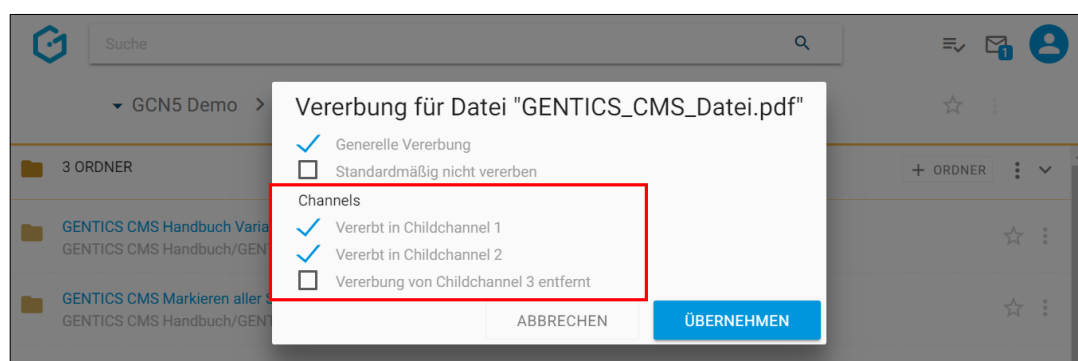 Suche
1
GCN5 Demo >
Vererbung für Datei "GENTICS_CMS_Datei.pdf"
Generelle Vererbung
Standardmäßig nicht vererben
3 ORDNER
+ ORDNER
Channels
Vererbt in Childchannel 1
Vererbt in Childchannel 2
Vererbung von Childchannel 3 entfernt
GENTICS CMS Handbuch Varia
GENTICS CMS Handbuch/GEN
GENTICS CMS Markieren aller S
GENTICS CMS Handbuch/GENT
ABBRECHEN
ÜBERNEHMEN